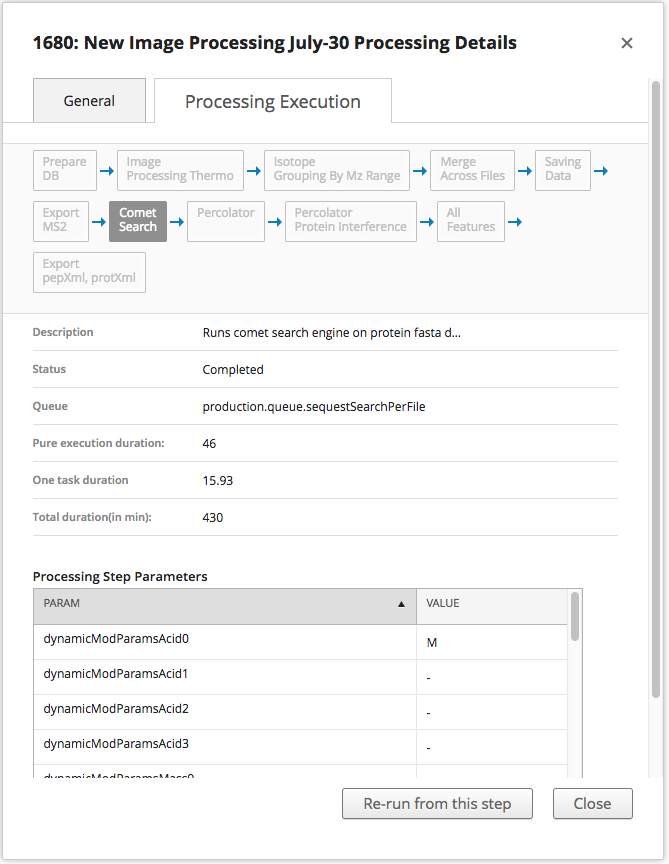 1680: New Image Processing July-30 Processing Details
General
Processing Execution
Prepare
DB
Image
Processing Thermo
Isotope
Grouping By Mz Range
Merge
Across Files
Saving
Data
Export
MS2
Comet
Search
Percolator
Percolator
Protein Interference
All
Features
Export
pepXml, protXml
Description Runs comet search engine on protein fasta d...
Status Completed
Queue production.queue.sequestSearchPerFile
Pure execution duration: 46
One task duration 15.93
Total duration(in min): 430
Processing Step Parameters
PARAM VALUE
dynamicModParamsAcid0 M
dynamicModParamsAcid1 -
dynamicModParamsAcid2 -
dynamicModParamsAcid3 -
dynamicModParamsMass0
Re-run from this step
Close